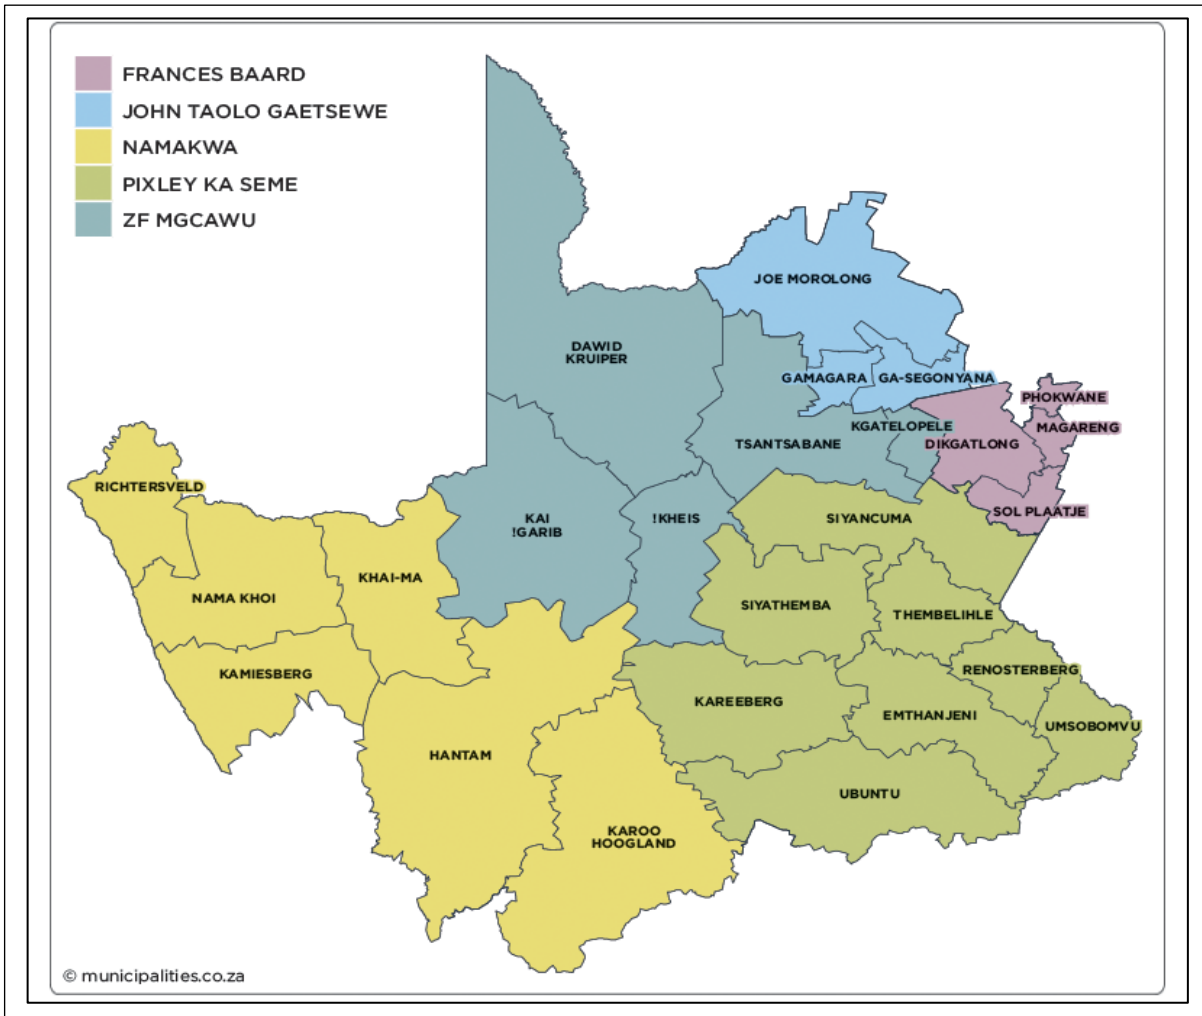 FRANCES BAARD
JOHN TAOLO GAETSEWE
NAMAKWA
PIXLEY KA SEME
ZF MGCAWU
JOE MOROLONG
DAWID
KRUIPER
GAMAGARA
GA-SEGONYANA
PHOKWANE
KGATELOPELE
MAGARENG
TSANTSABANE
DIKGATLONG
RICHTERSVELD
KAI
!GARIB
!KHEIS
SIYANCUMA
SOL PLAATJE
KHAI-MA
NAMA KHOI
SIYATHEMBA
THEMBELIHLE
KAMIESBERG
RENOSTERBERG
KAREEBERG
EMTHANJENI
UMSOBOMVU
HANTAM
UBUNTU
KAROO
HOOGLAND
© municipalities.co.za